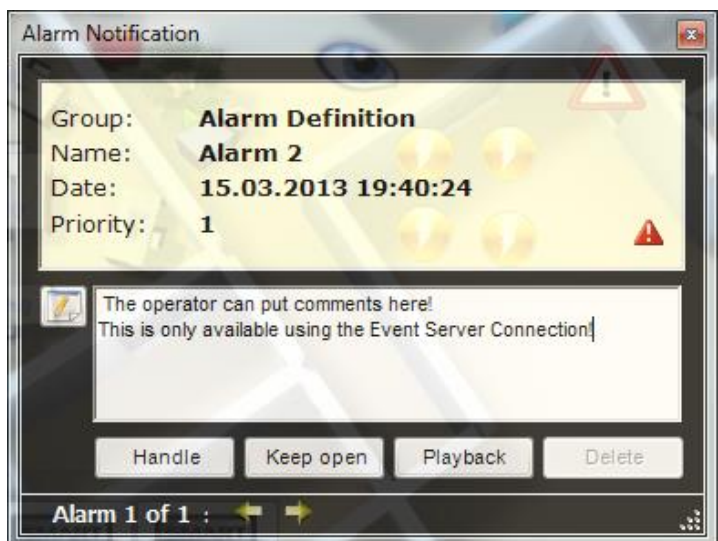 Alarm Notification
Group: Alarm Definition
Name: Alarm 2
Date: 15.03.2013 19:40:24
Priority: 1
The operator can put comments here!
This is only available using the Event Server Connection!
Handle Keep open Playback Delete
Alarm 1 of 1 :